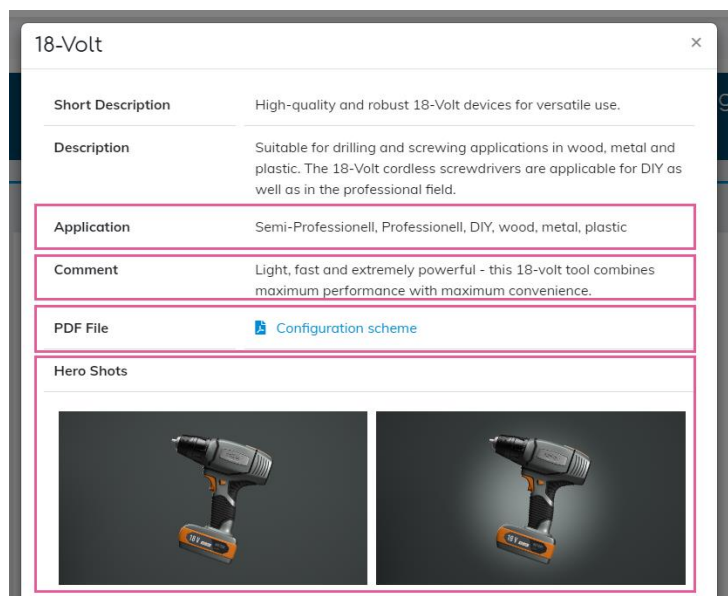 18-Volt ×
Short Description High-quality and robust 18-Volt devices for versatile use.
Description Suitable for drilling and screwing applications in wood, metal and
plastic. The 18-Volt cordless screwdrivers are applicable for DIY as
well as in the professional field.
Application Semi-Professionell, Professionell, DIY, wood, metal, plastic
Comment Light, fast and extremely powerful - this 18-volt tool combines
maximum performance with maximum convenience.
PDF File Configuration scheme
Hero Shots
18 V
18 V